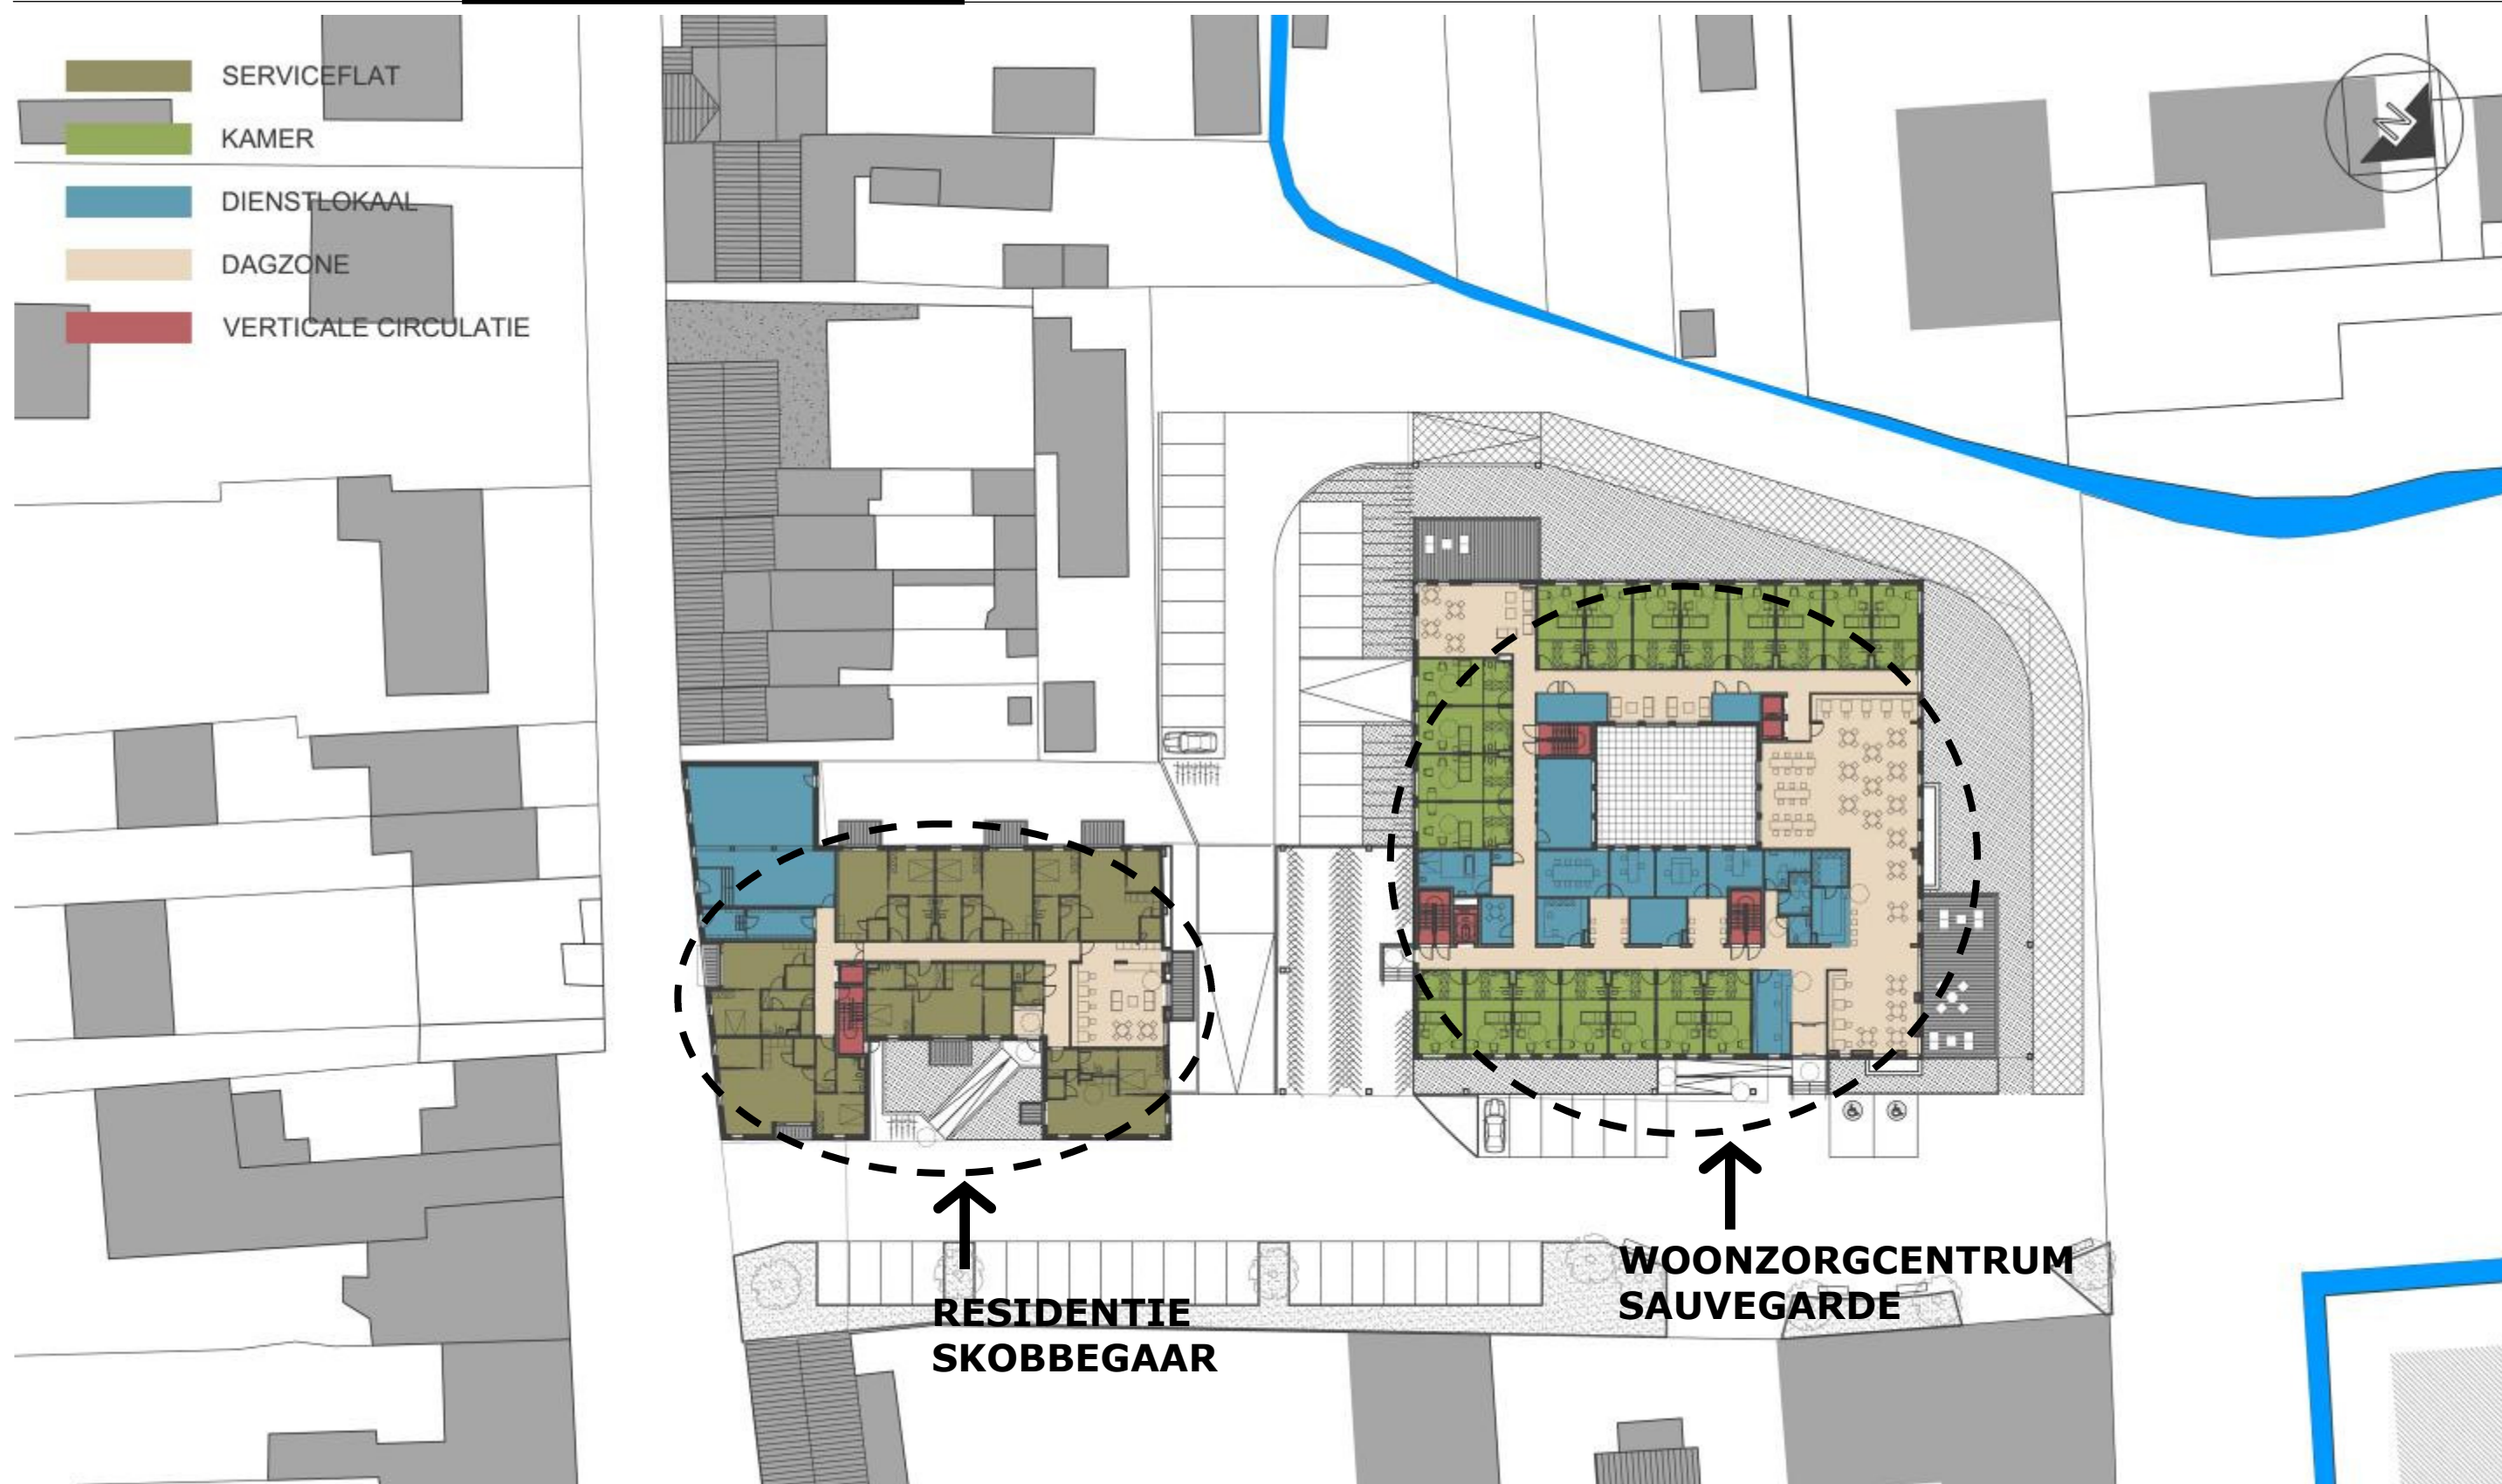 SERVICEFLAT
KAMER
DIENSTLOKAAL
DAGZONE
VERTICALE CIRCULATIE
N
WOONZORGCENTRUM
SAUVEGARDE
RESIDENTIE
SKOBBEGAAR